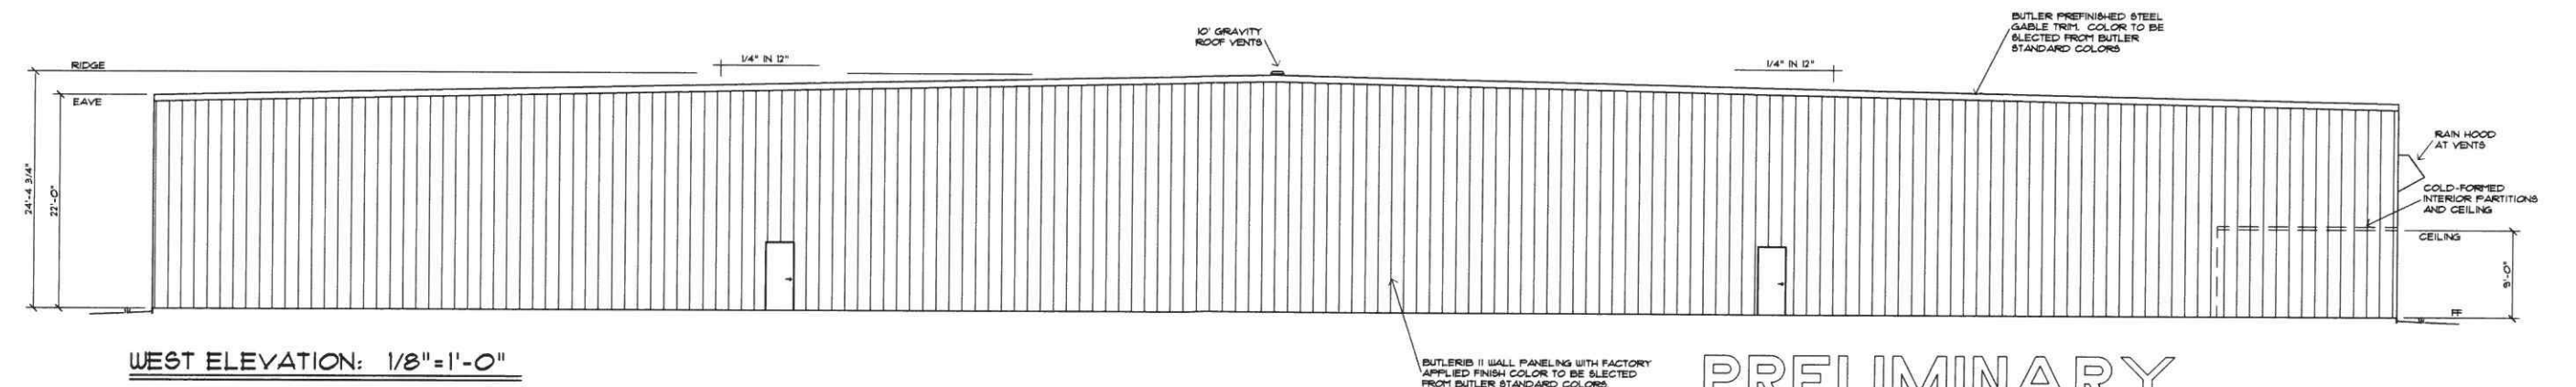 10' GRAVITY
ROOF VENTS
BUTLER PREFINISHED STEEL
GABLE TRIM. COLOR TO BE
SLECTED FROM BUTLER
STANDARD COLORS
RIDGE
1/4" IN 12"
1/4" IN 12"
EAVE
RAIN HOOD
AT VENTS
24'-4 3/4"
22'-0"
COLD-FORMED
INTERIOR PARTITIONS
AND CEILING
CEILING
9'-0"
FF
WEST ELEVATION: 1/8"=1'-0"
BUTLERIB II WALL PANELING WITH FACTORY
APPLIED FINISH COLOR TO BE SLECTED
FROM BUTLER STANDARD COLORS
PRELIMINARY